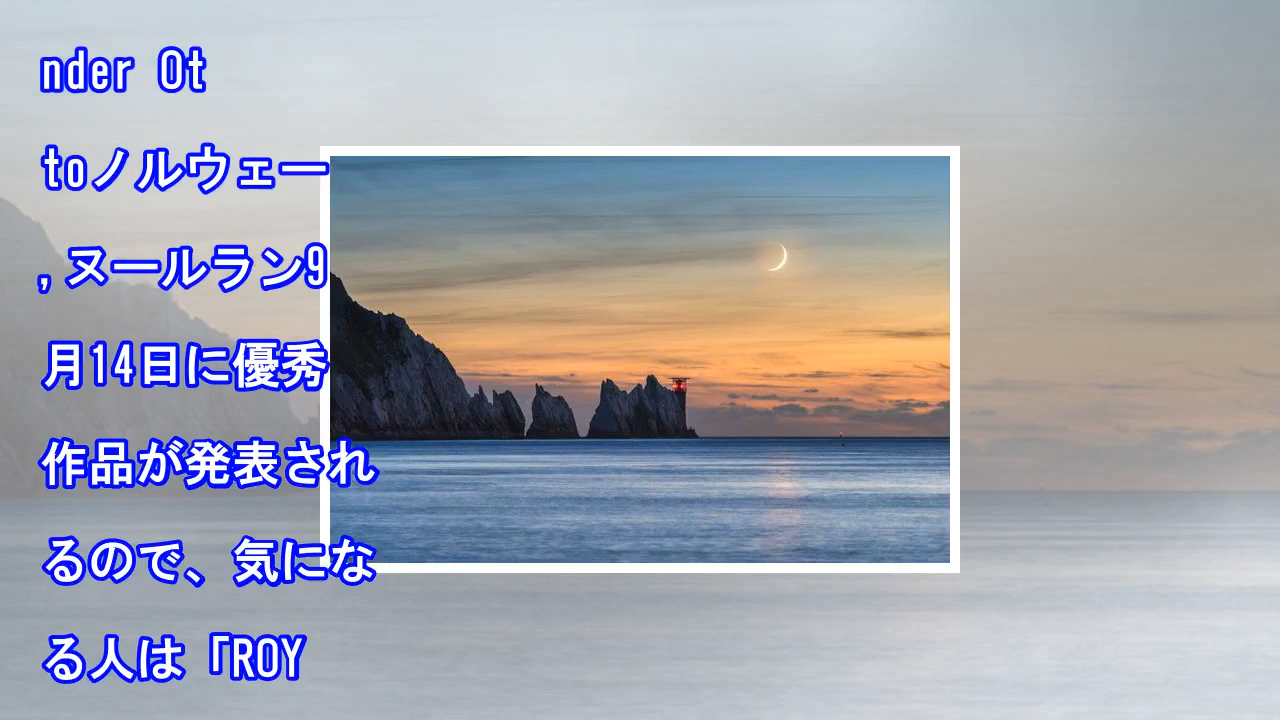 nder Ot
toノルウェー
,ヌールラン9
月14日に優秀
作品が発表され
るので、気にな
る人は「ROY